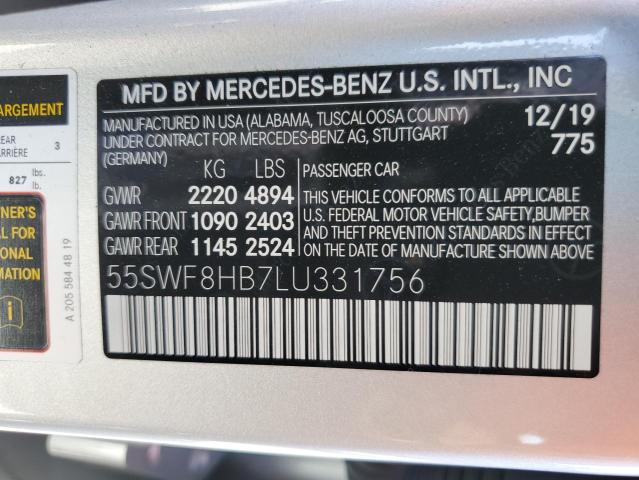 MFD BY MERCEDES-BENZ U.S. INTL., INC
MANUFACTURED IN USA (ALABAMA, TUSCALOOSA COUNTY) 12/19
UNDER CONTRACT FOR MERCEDES-BENZ AG, STUTTGART 775
(GERMANY)
KG LBS PASSENGER CAR
GVWR 2220 4894
GAWR FRONT 1090 2403
GAWR REAR 1145 2524
THIS VEHICLE CONFORMS TO ALL APPLICABLE
U.S. FEDERAL MOTOR VEHICLE SAFETY,BUMPER
AND THEFT PREVENTION STANDARDS IN EFFECT
ON THE DATE OF MANUFACTURE SHOWN ABOVE.
55SWF8HB7LU331756
ARGEMENT
REAR 3
ARRIÈRE
827 lbs.
lb.
NER'S
AL FOR
ONAL
MATION
i
A 205 584 48 19